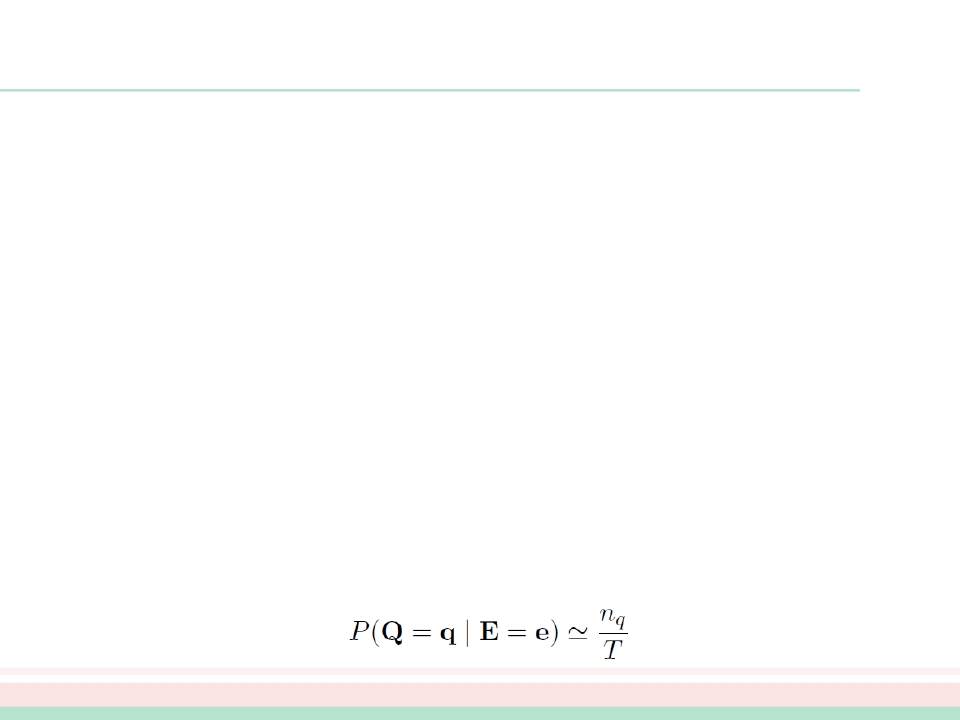 P(Q = q | E = e) ≃ n_q / T